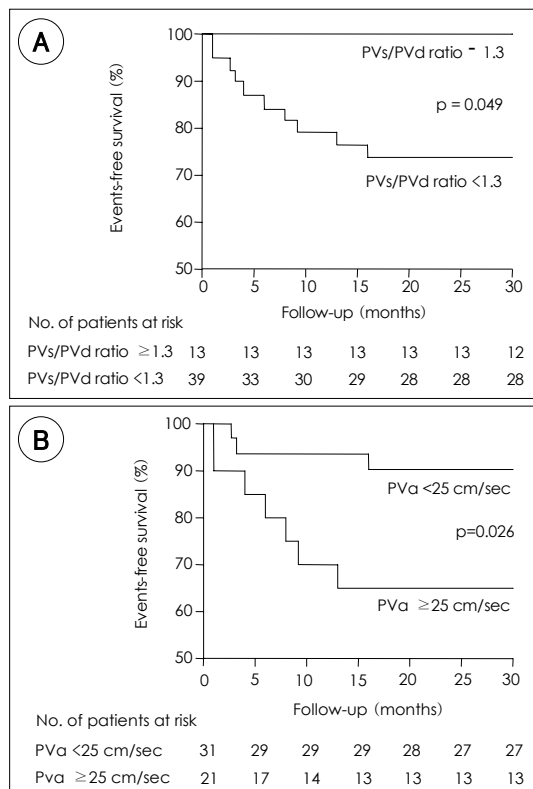 A
Events-free survival (%)
100
90
80
70
60
50
PVs/PVd ratio - 1.3
p = 0.049
PVs/PVd ratio <1.3
0 5 10 15 20 25 30
Follow-up (months)
No. of patients at risk
PVs/PVd ratio ≥1.3 13 13 13 13 13 13 12
PVs/PVd ratio <1.3 39 33 30 29 28 28 28
B
Events-free survival (%)
100
90
80
70
60
50
PVa <25 cm/sec
p=0.026
PVa ≥25 cm/sec
0 5 10 15 20 25 30
Follow-up (months)
No. of patients at risk
PVa <25 cm/sec 31 29 29 29 28 27 27
Pva ≥25 cm/sec 21 17 14 13 13 13 13